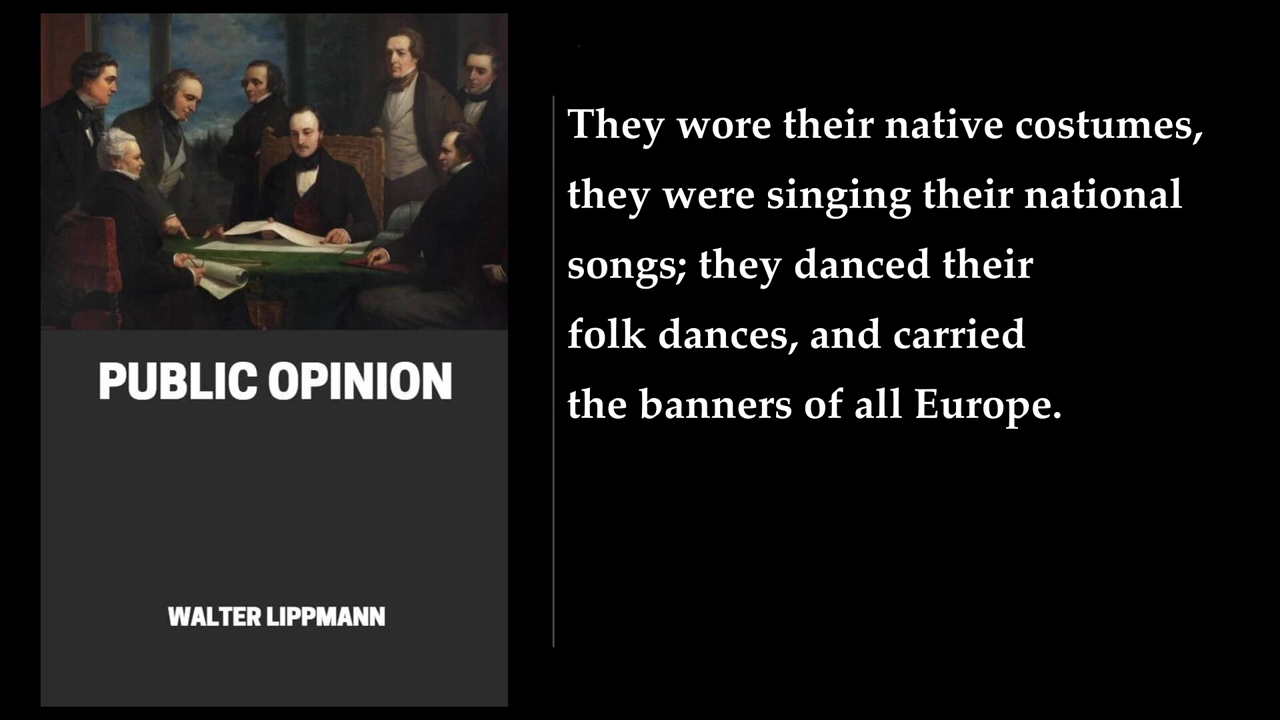 PUBLIC OPINION
WALTER LIPPMANN
They wore their native costumes,
they were singing their national
songs; they danced their
folk dances, and carried
the banners of all Europe.